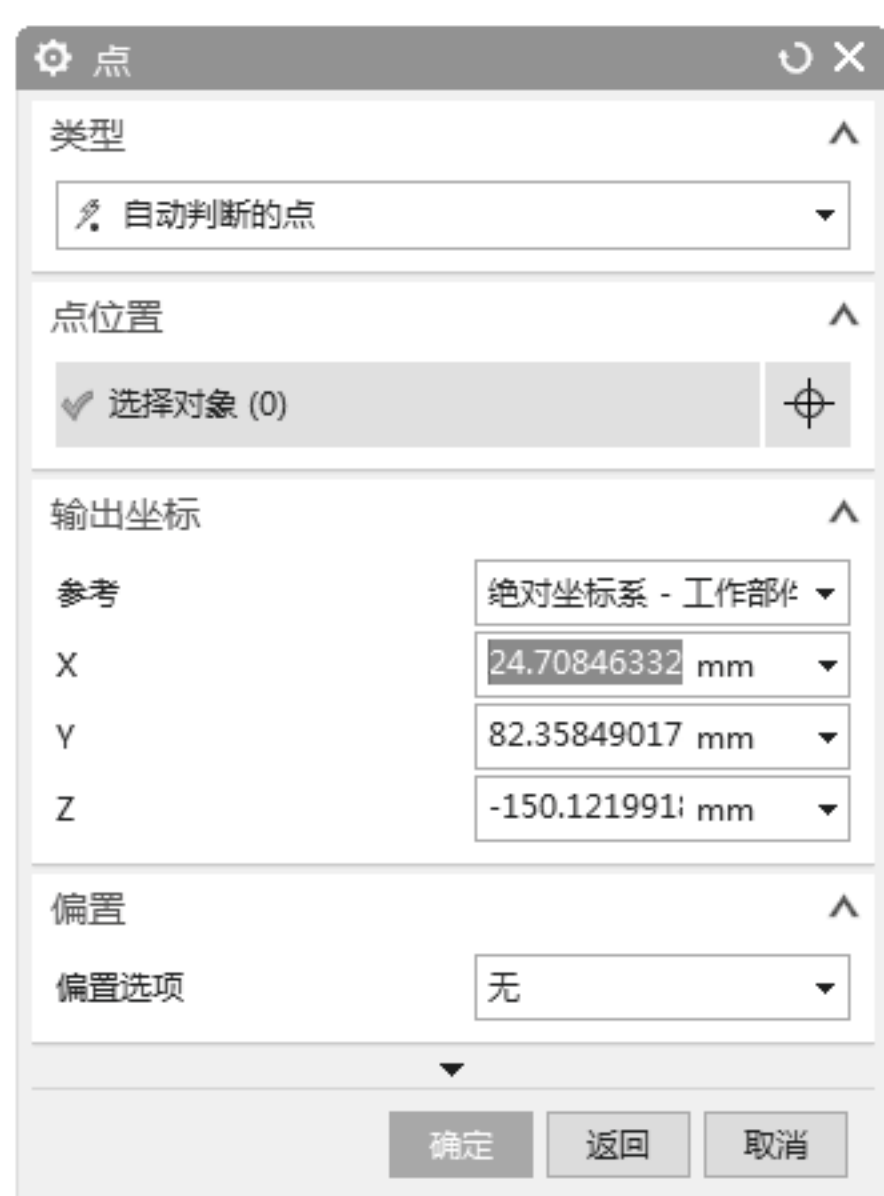 点
类型
自动判断的点
点位置
选择对象 (0)
输出坐标
参考 绝对坐标系 - 工作部件
X 24.70846332 mm
Y 82.35849017 mm
Z -150.1219918 mm
偏置
偏置选项 无
确定 返回 取消